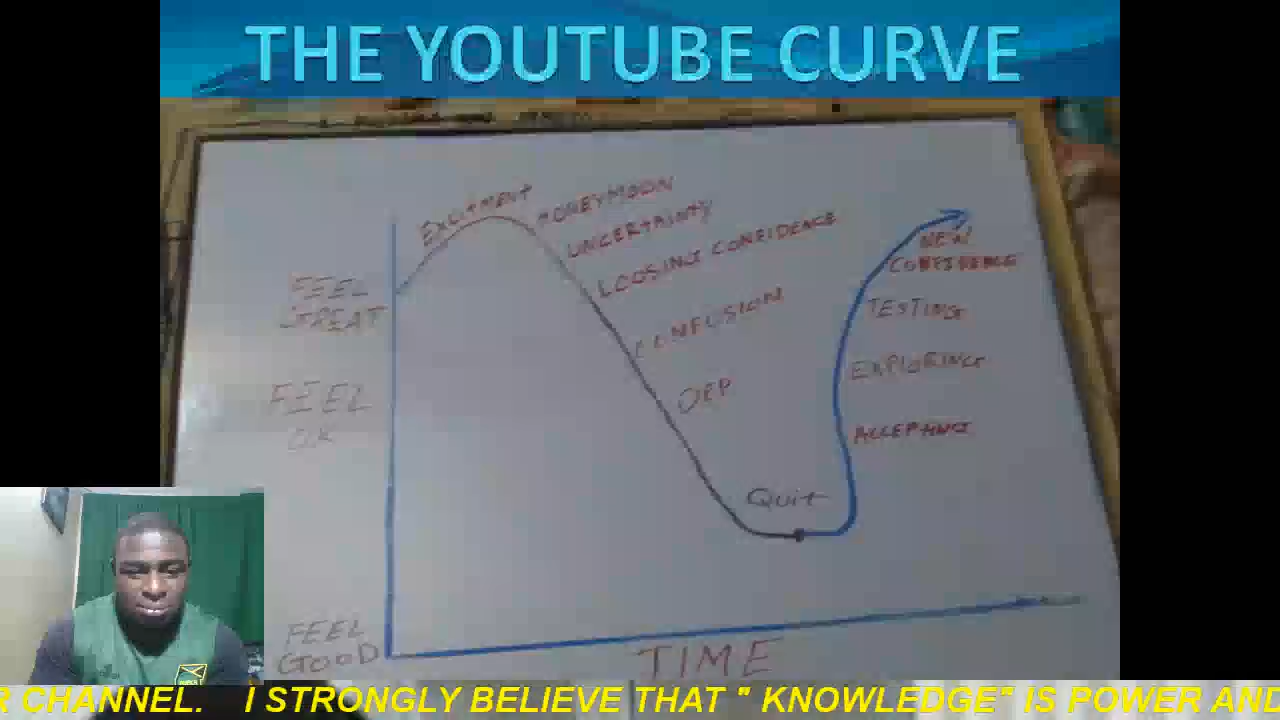 THE YOUTUBE CURVE
EXCITMENT
HONEYMOON
UNCERTAINTY
LOOSING CONFIDENCE
CONFUSION
DEP
Quit
NEW
CONFIDENCE
TESTING
EXPLORING
ACCEPTANCE
FEEL
GREAT
FEEL
OK
FEEL
GOOD
TIME
R CHANNEL. I STRONGLY BELIEVE THAT " KNOWLEDGE" IS POWER AND